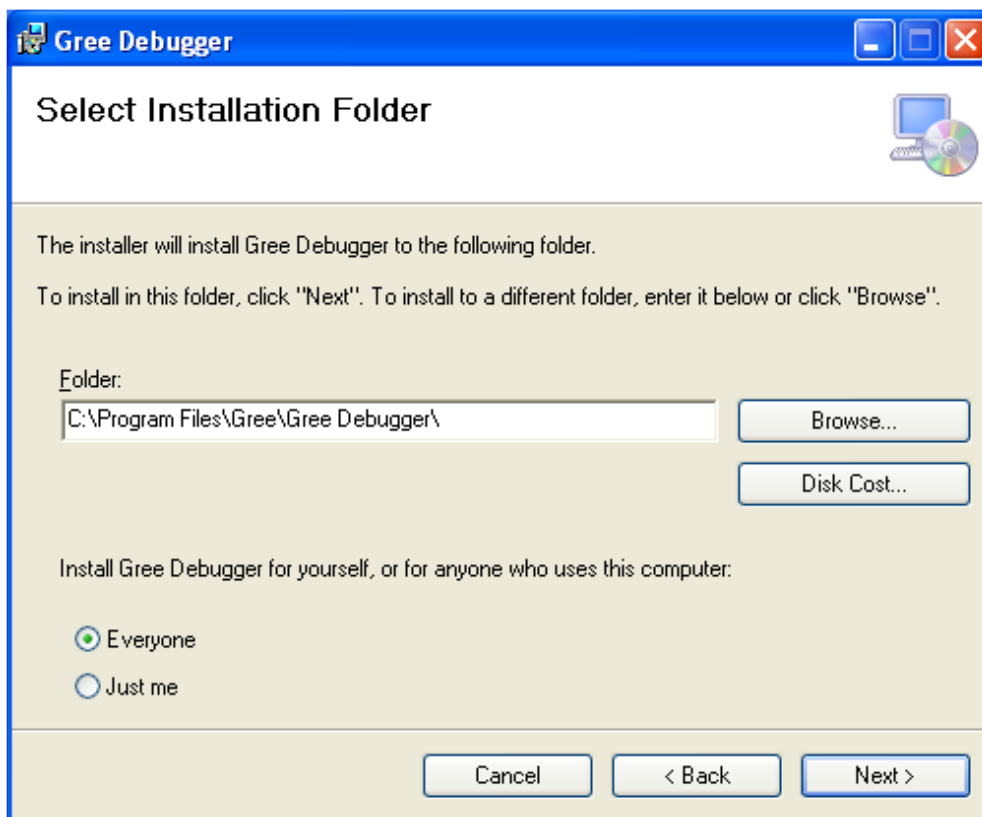 Gree Debugger
Select Installation Folder
The installer will install Gree Debugger to the following folder.
To install in this folder, click "Next". To install to a different folder, enter it below or click "Browse".
Folder:
C:\Program Files\Gree\Gree Debugger\
Browse...
Disk Cost...
Install Gree Debugger for yourself, or for anyone who uses this computer:
Everyone
Just me
Cancel
< Back
Next >